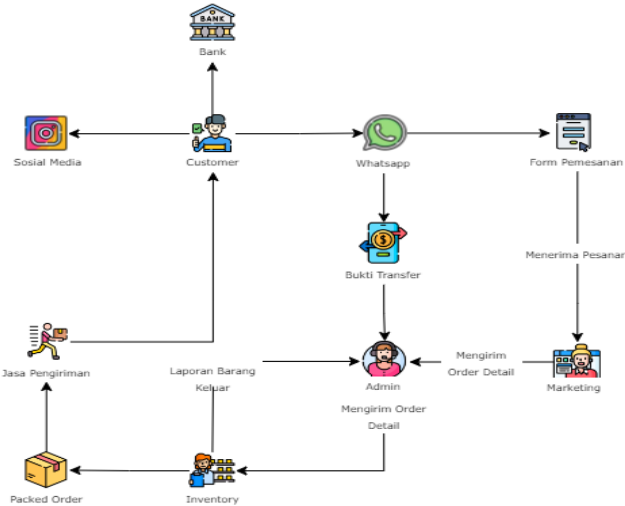 BANK
Bank
Sosial Media
Customer
Whatsapp
Form Pemesanan
Bukti Transfer
Menerima Pesanar
Jasa Pengiriman
Laporan Barang
Keluar
Admin
Mengirim
Order Detail
Marketing
Mengirim Order
Detail
Packed Order
Inventory